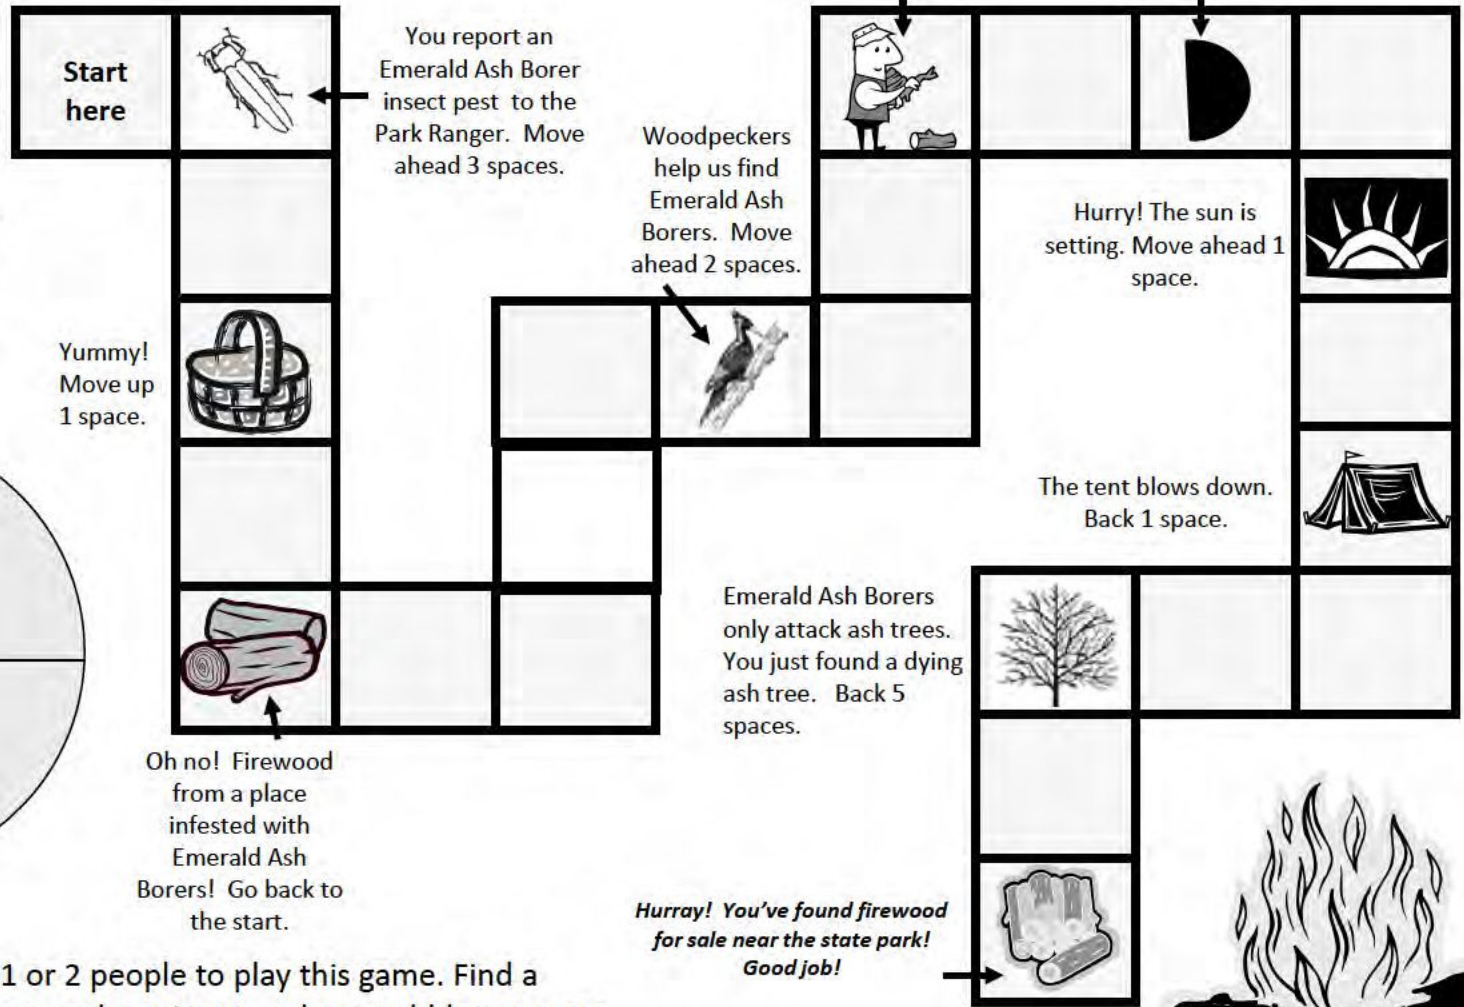 Start
here
You report an
Emerald Ash Borer
insect pest to the
Park Ranger. Move
ahead 3 spaces.
Woodpeckers
help us find
Emerald Ash
Borers. Move
ahead 2 spaces.
Hurry! The sun is
setting. Move ahead 1
space.
Yummy!
Move up
1 space.
The tent blows down.
Back 1 space.
Emerald Ash Borers
only attack ash trees.
You just found a dying
ash tree. Back 5
spaces.
Oh no! Firewood
from a place
infested with
Emerald Ash
Borers! Go back to
the start.
Hurray! You've found firewood
for sale near the state park!
Good job!
1 or 2 people to play this game. Find a